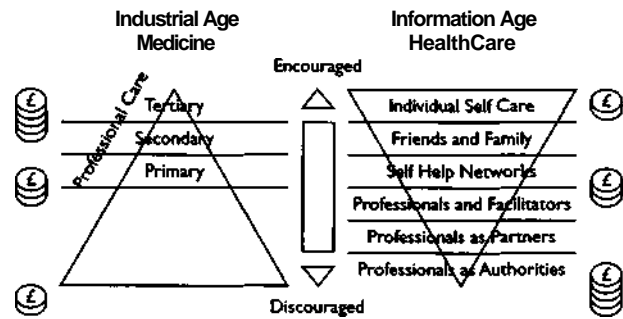 Industrial Age
Medicine
Information Age
HealthCare
Encouraged
Professional Care
Tertiary
Secondary
Primary
Individual Self Care
Friends and Family
Self Help Networks
Professionals and Facilitators
Professionals as Partners
Professionals as Authorities
Discouraged
£
£
£
£
£
£